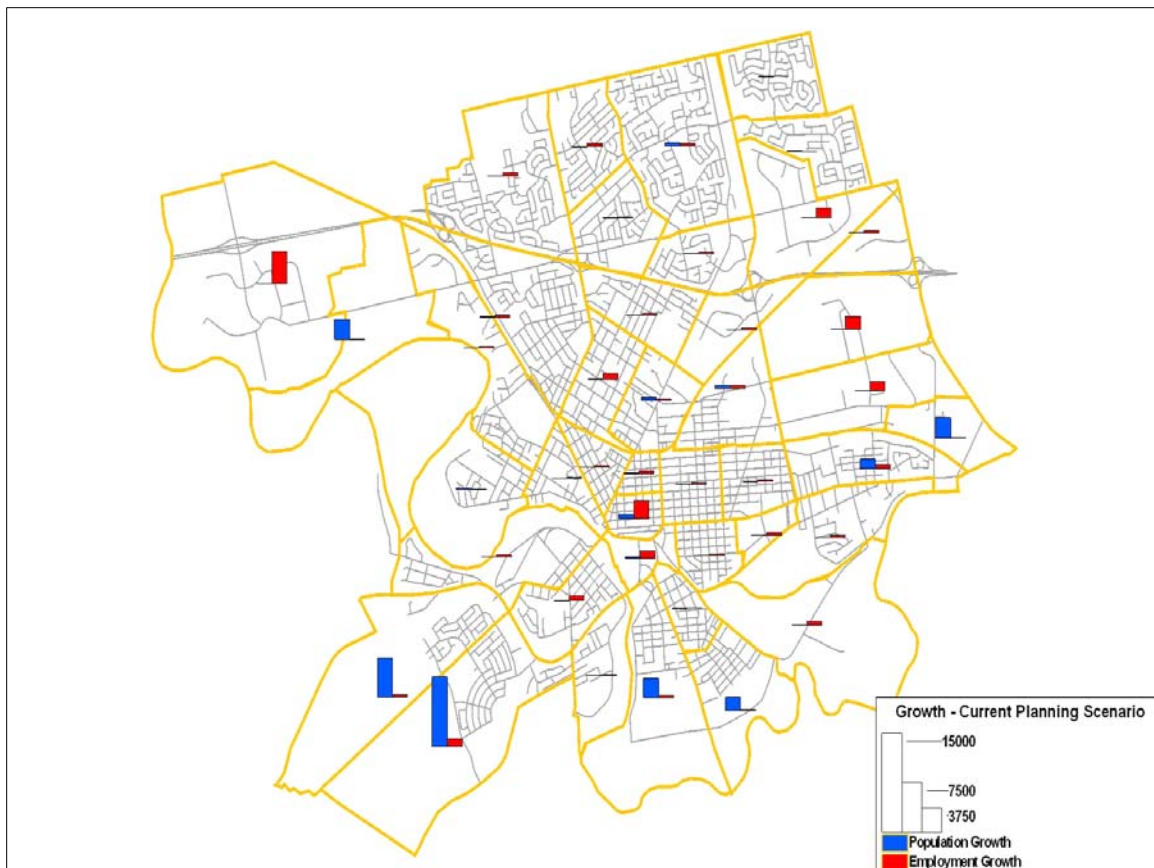 Growth - Current Planning Scenario
15000
7500
3750
Population Growth
Employment Growth